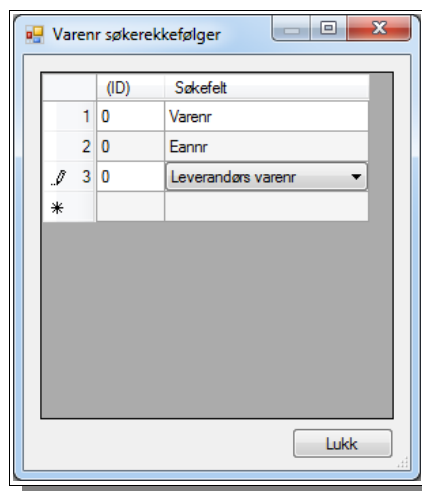 Varenr søkerekkefølger
(ID) Søkefelt
1 0 Varenr
2 0 Eannr
3 0 Leverandørs varenr
Lukk